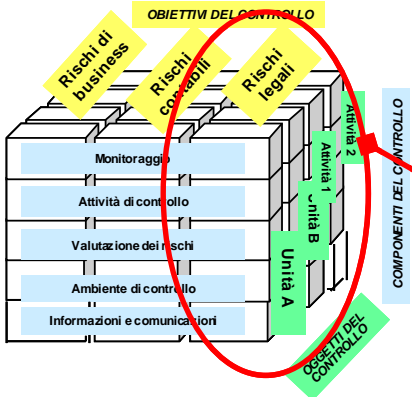 OBIETTIVI DEL CONTROLLO
Rischi di
business
Rischi
contabili
Rischi
legali
Monitoraggio
Attività di controllo
Valutazione dei rischi
Ambiente di controllo
Informazioni e comunicazioni
Unità A
Unità B
Attività 1
Attività 2
COMPONENTI DEL CONTROLLO
OGGETTI DEL
CONTROLLO